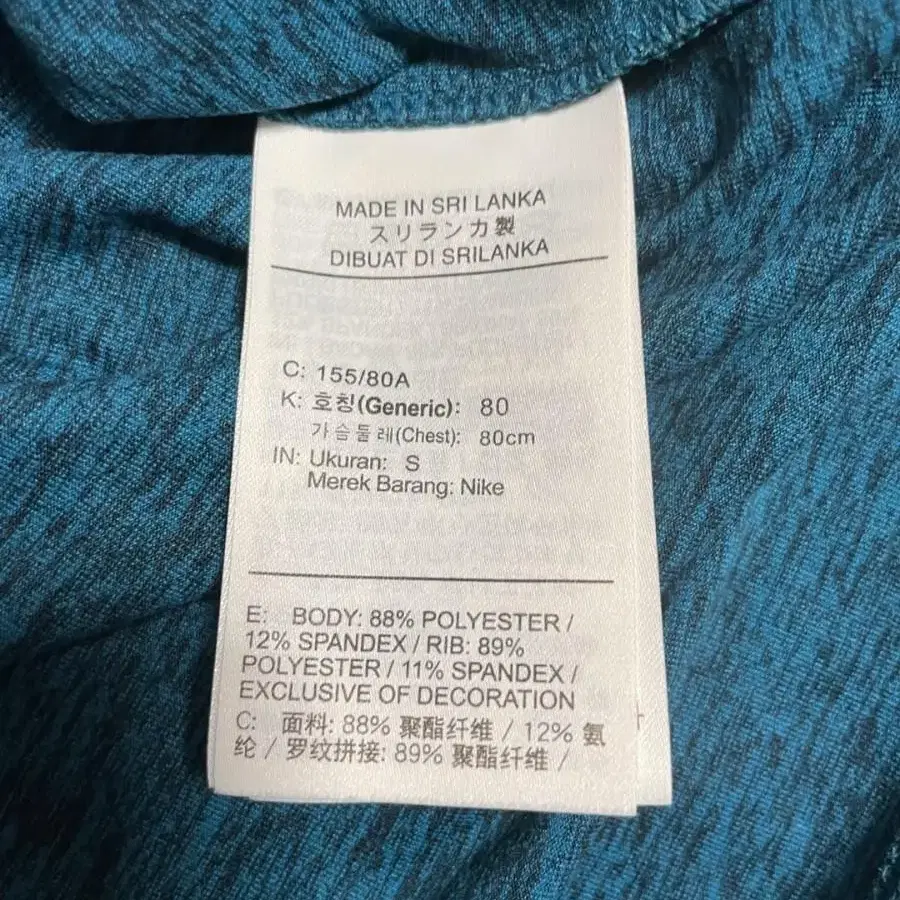 MADE IN SRI LANKA
スリランカ製
DIBUAT DI SRILANKA
C: 155/80A
K: 호칭(Generic): 80
가슴둘레(Chest): 80cm
IN: Ukuran: S
Merek Barang: Nike
E: BODY: 88% POLYESTER /
12% SPANDEX / RIB: 89%
POLYESTER / 11% SPANDEX /
EXCLUSIVE OF DECORATION
C: 面料: 88% 聚酯纤维 / 12% 氨
纶 / 罗纹拼接: 89% 聚酯纤维 /